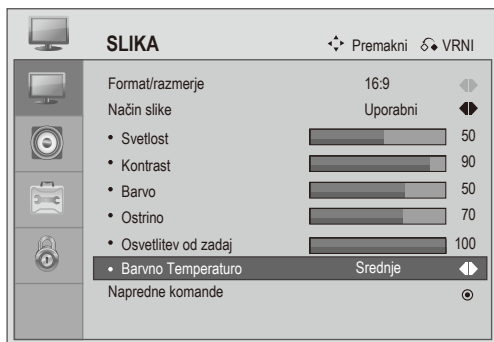 SLIKA Premakni VRNI
Format/razmerje 16:9
Način slike Uporabni
• Svetlost 50
• Kontrast 90
• Barvo 50
• Ostrino 70
• Osvetlitev od zadaj 100
• Barvno Temperaturo Srednje
Napredne komande